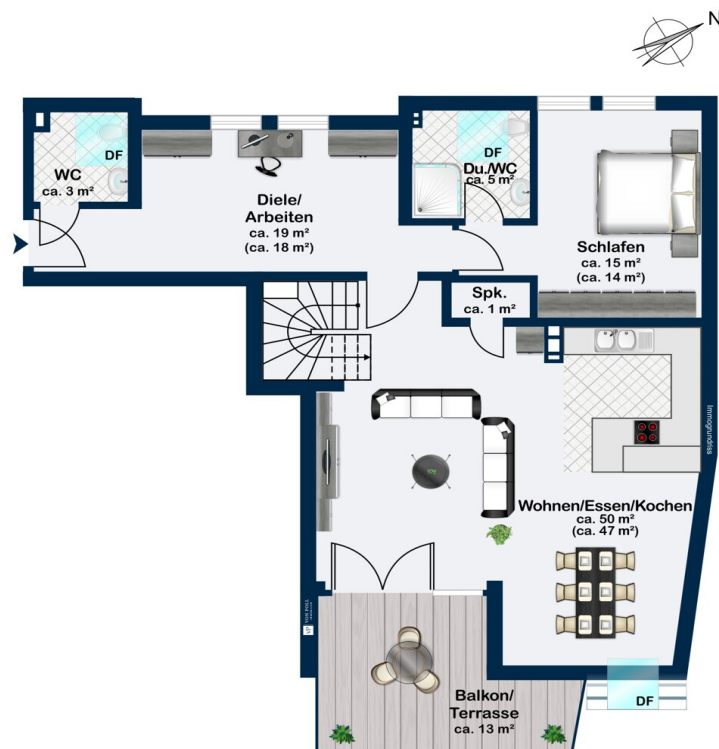 N
DF
WC
ca. 3 m²
Diele/
Arbeiten
ca. 19 m²
(ca. 18 m²)
DF
Du./WC
ca. 5 m²
Schlafen
ca. 15 m²
(ca. 14 m²)
Spk.
ca. 1 m²
Immogrundriss
Wohnen/Essen/Kochen
ca. 50 m²
(ca. 47 m²)
VON POLL
Balkon/
Terrasse
ca. 13 m²
DF